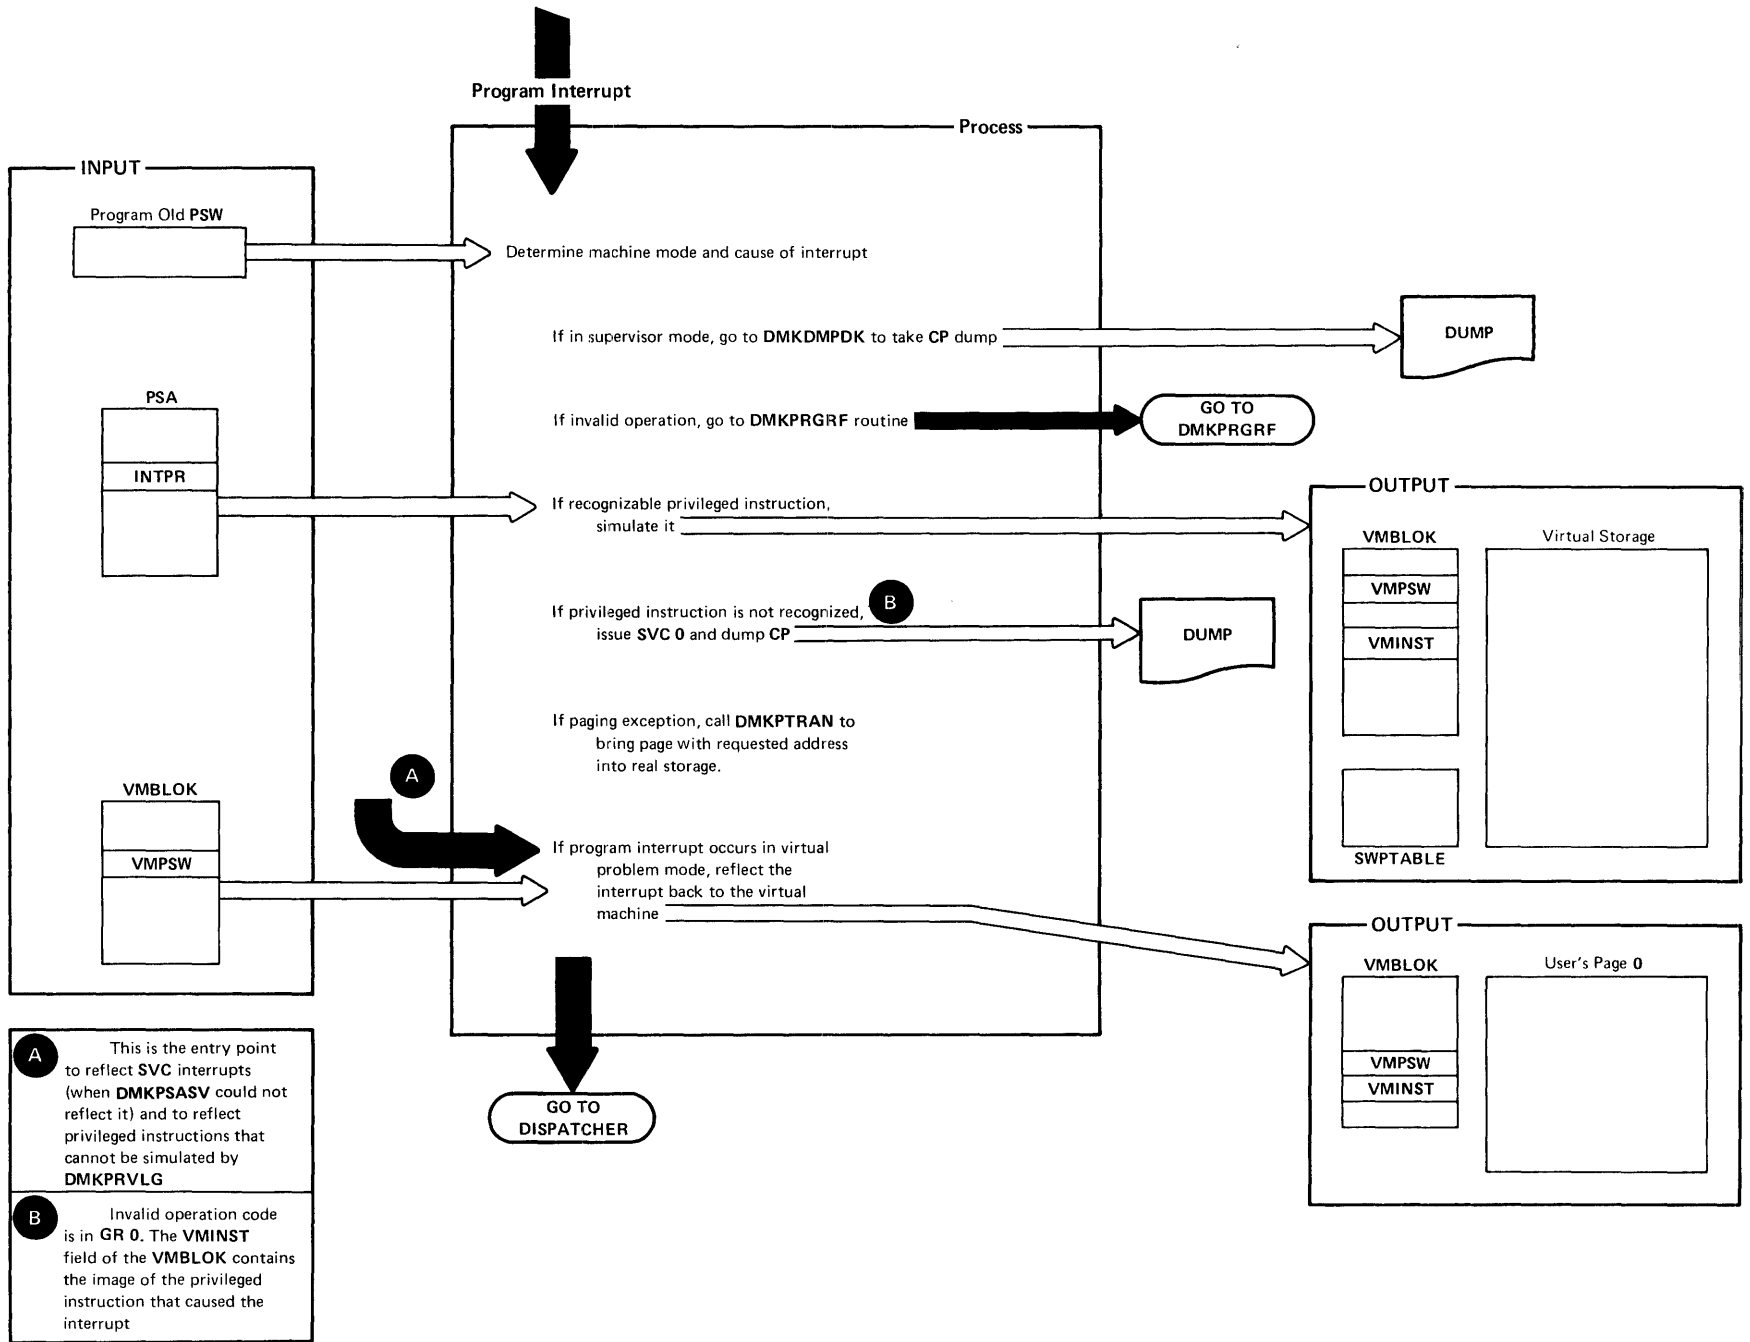 Program Interrupt
Process
INPUT
Program Old PSW
Determine machine mode and cause of interrupt
If in supervisor mode, go to DMKDMPDK to take CP dump
DUMP
PSA
INTPR
If invalid operation, go to DMKPRGRF routine
GO TO
DMKPRGRF
If recognizable privileged instruction,
simulate it
OUTPUT
VMBLOK
VMPSW
VMINST
SWPTABLE
Virtual Storage
If privileged instruction is not recognized,
issue SVC 0 and dump CP
B
DUMP
If paging exception, call DMKPTRAN to
bring page with requested address
into real storage.
A
VMBLOK
VMPSW
If program interrupt occurs in virtual
problem mode, reflect the
interrupt back to the virtual
machine
OUTPUT
VMBLOK
VMPSW
VMINST
User's Page 0
GO TO
DISPATCHER
A
This is the entry point
to reflect SVC interrupts
(when DMKPSASV could not
reflect it) and to reflect
privileged instructions that
cannot be simulated by
DMKPRVLG
B
Invalid operation code
is in GR 0. The VMINST
field of the VMBLOK contains
the image of the privileged
instruction that caused the
interrupt